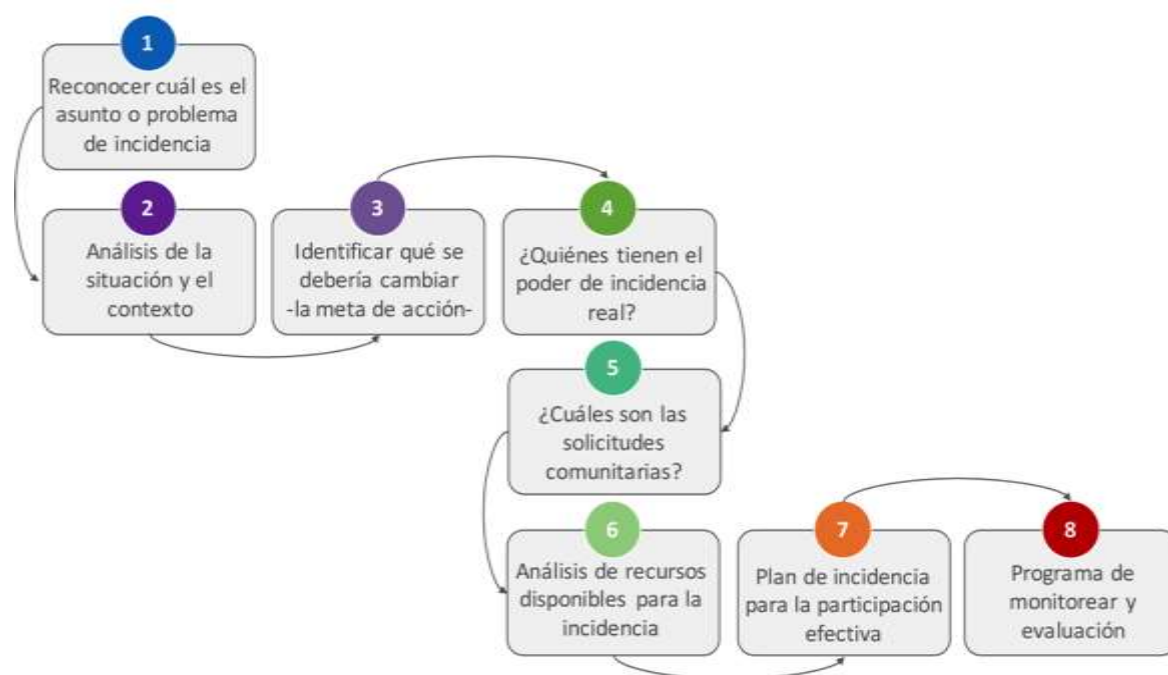 1
Reconocer cuál es el
asunto o problema
de incidencia
2
Análisis de la
situación y el
contexto
3
Identificar qué se
debería cambiar
-la meta de acción-
4
¿Quiénes tienen el
poder de incidencia
real?
5
¿Cuáles son las
solicitudes
comunitarias?
6
Análisis de recursos
disponibles para la
incidencia
7
Plan de incidencia
para la participación
efectiva
8
Programa de
monitorear y
evaluación